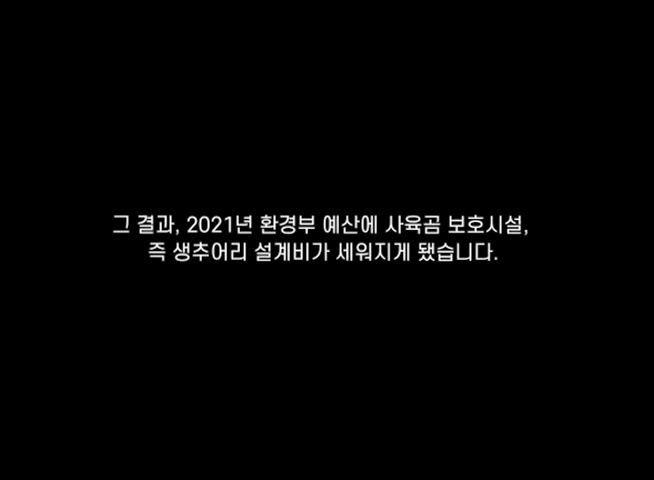 그 결과, 2021년 환경부 예산에 사육곰 보호시설,
즉 생추어리 설계비가 세워지게 됐습니다.